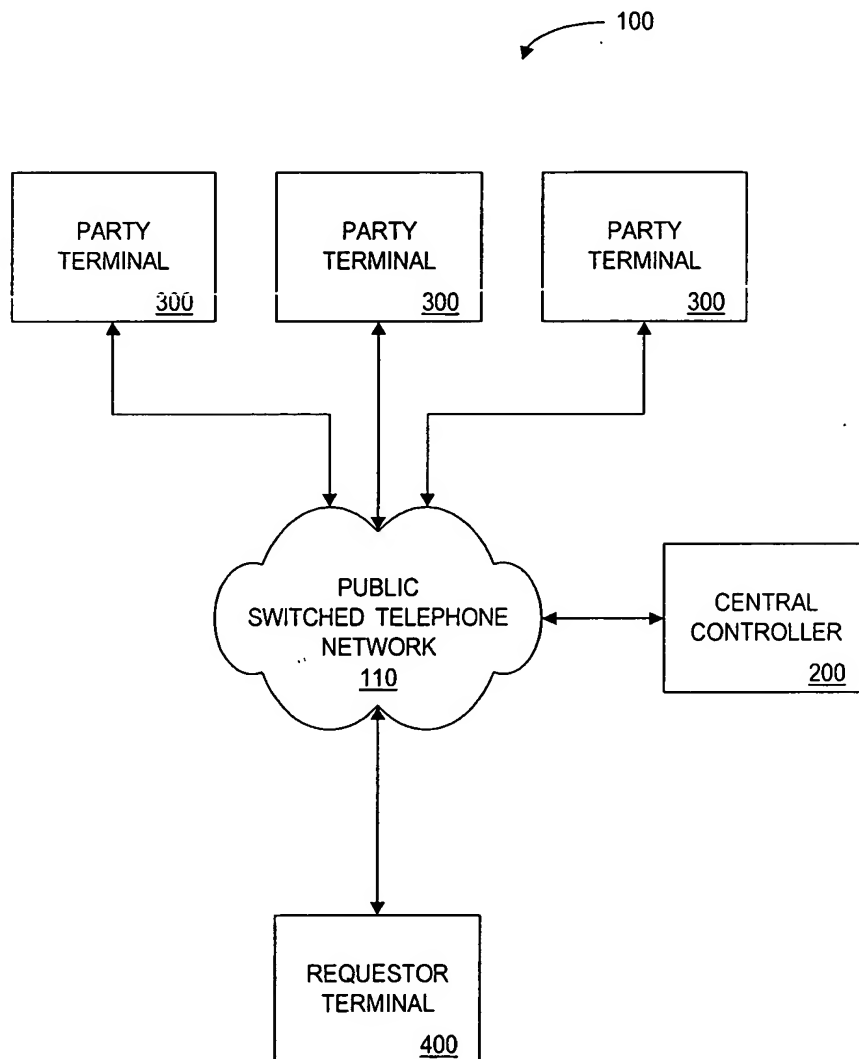 100
PARTY
TERMINAL
300
PARTY
TERMINAL
300
PARTY
TERMINAL
300
PUBLIC
SWITCHED TELEPHONE
NETWORK
110
CENTRAL
CONTROLLER
200
REQUESTOR
TERMINAL
400